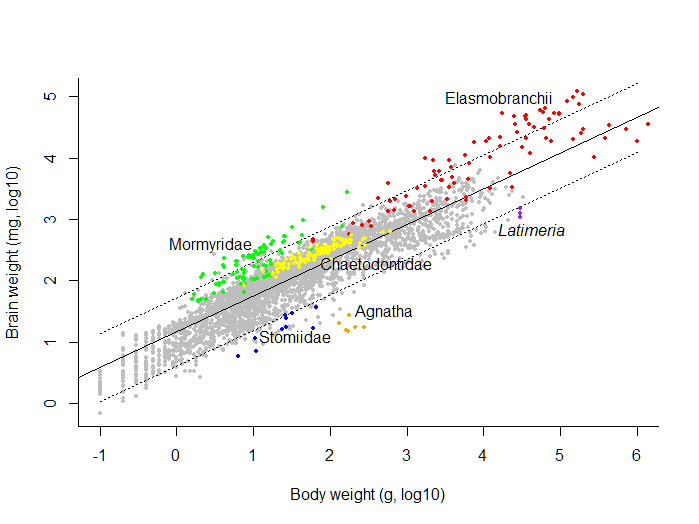 Elasmobranchii
Mormyridae
Latimeria
Chaetodontidae
Agnatha
Stomiidae
Brain weight (mg, log10)
5
4
3
2
1
0
-1
0
1
2
3
4
5
6
Body weight (g, log10)